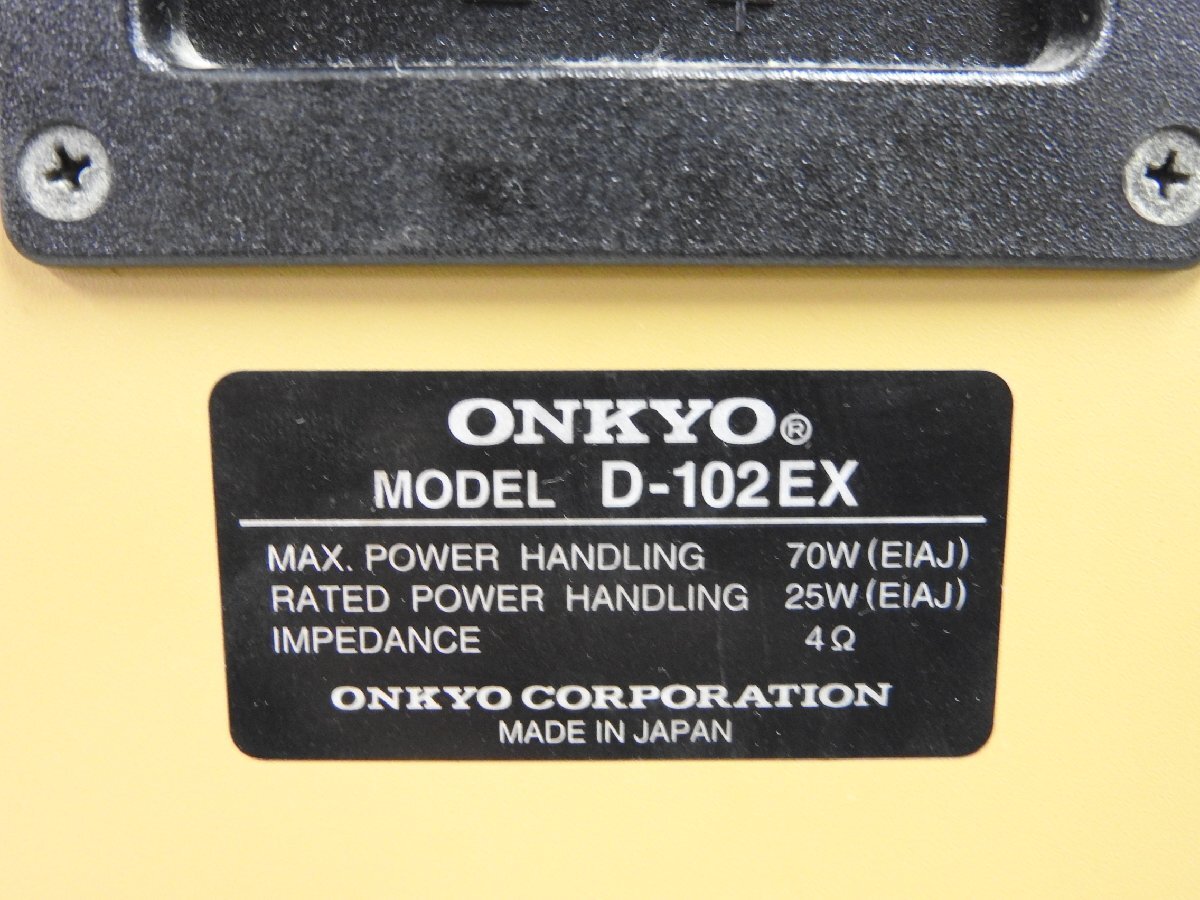 − +
ONKYO®
MODEL D-102EX
MAX. POWER HANDLING 70W (EIAJ)
RATED POWER HANDLING 25W (EIAJ)
IMPEDANCE 4Ω
ONKYO CORPORATION
MADE IN JAPAN